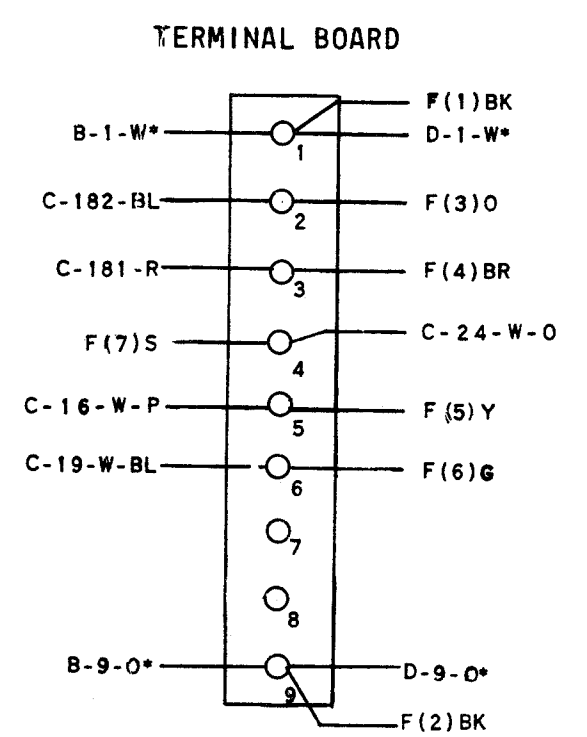 TERMINAL BOARD
F(1)BK
B-1-W* 1 D-1-W*
C-182-BL 2 F(3)O
C-181-R 3 F(4)BR
F(7)S 4 C-24-W-O
C-16-W-P 5 F(5)Y
C-19-W-BL 6 F(6)G
7
8
B-9-O* 9 D-9-O*
F(2)BK